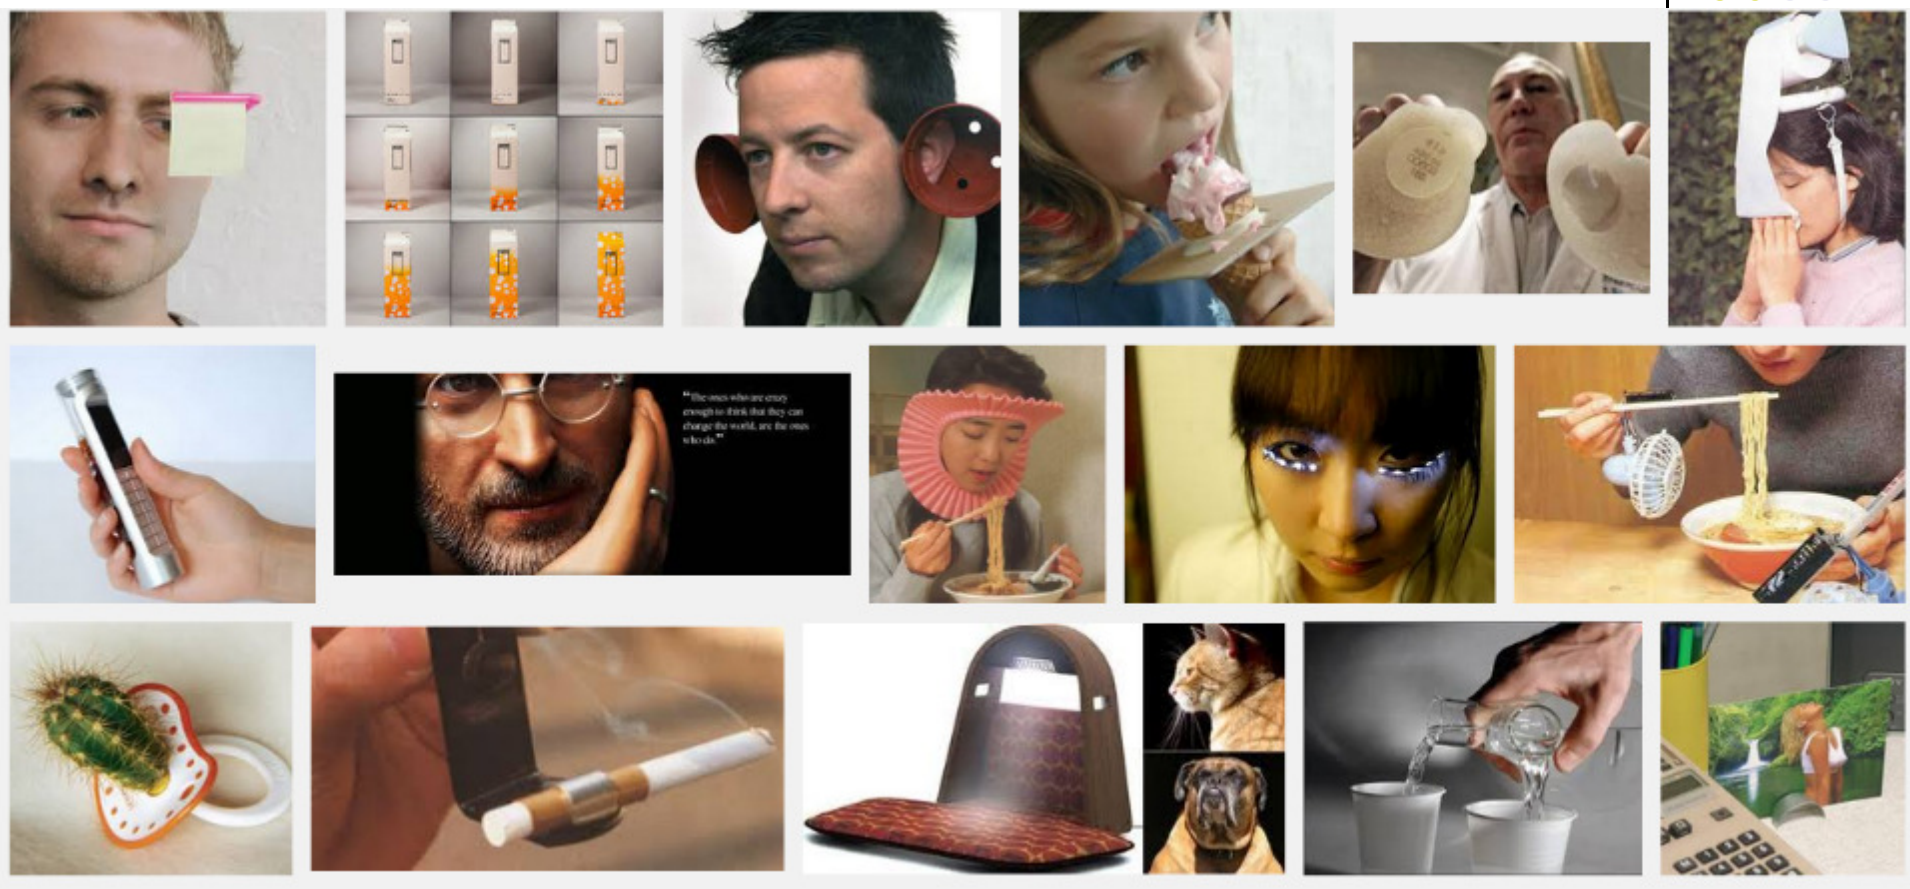 “The ones who are crazy
enough to think that they can
change the world, are the ones
who do.”